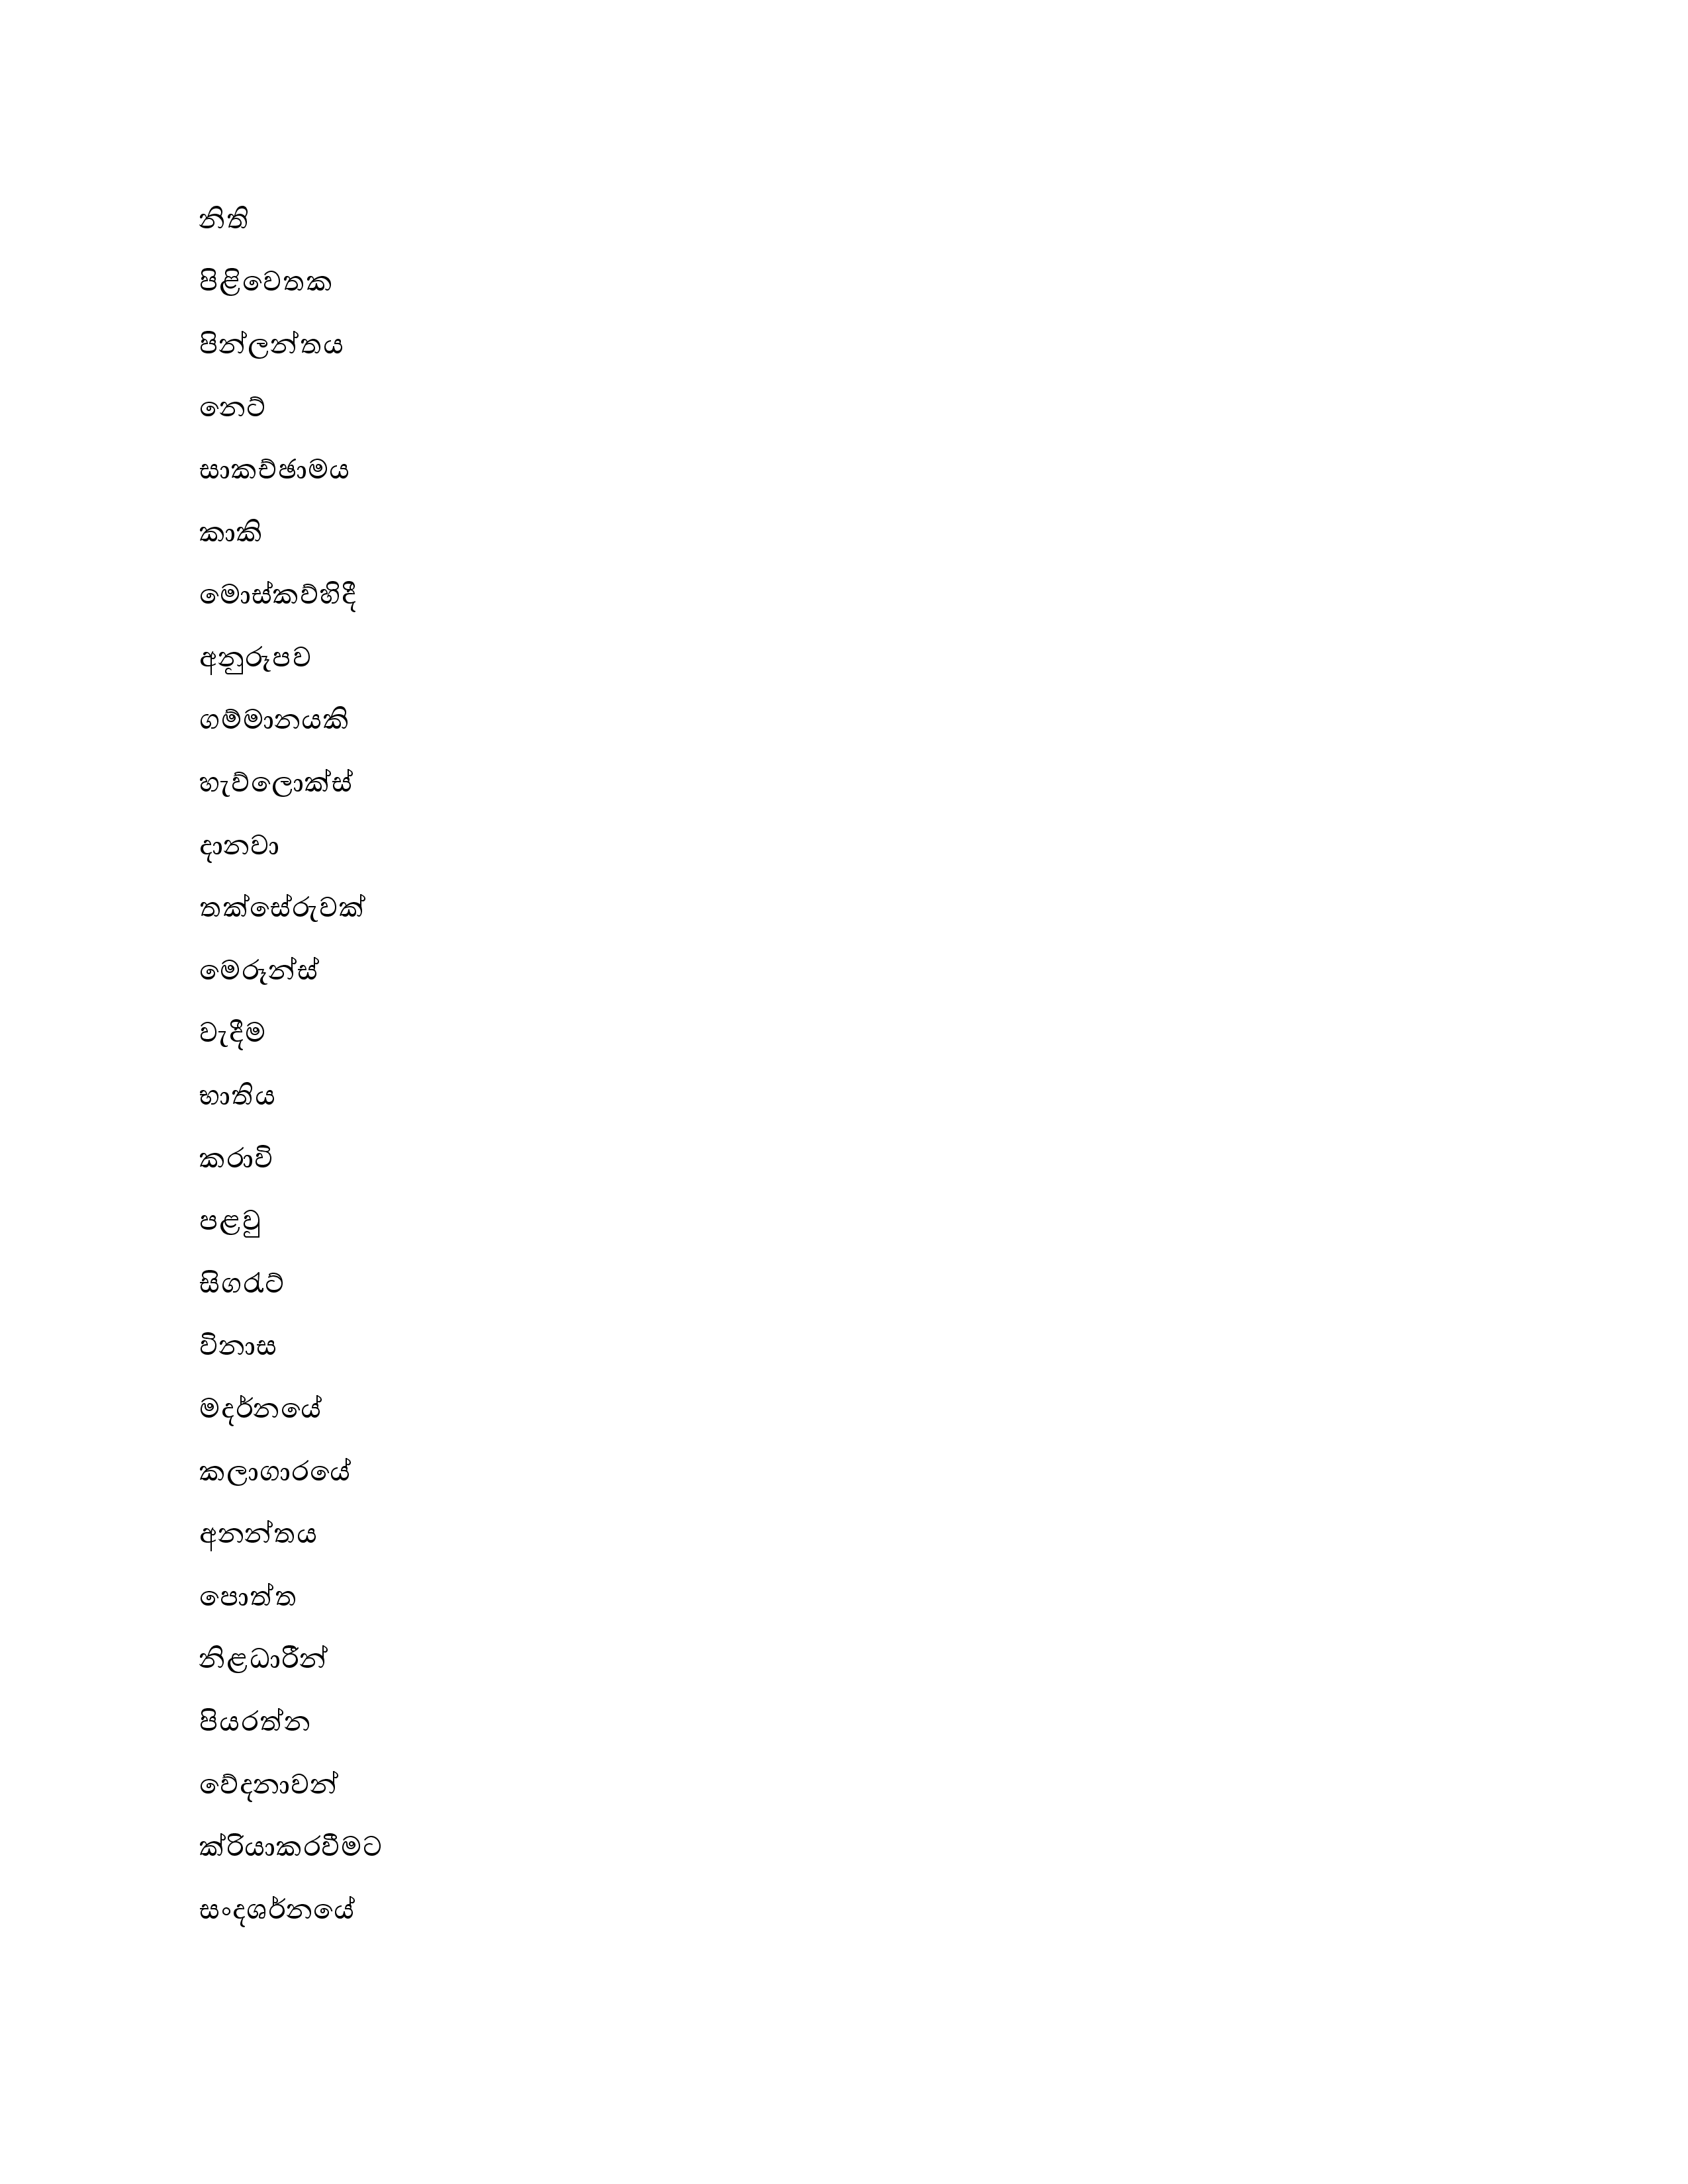 නිති
පිළිවෙතක
පින්ලන්තය
නෙට්
සාකච්ඡාමය
කාකි
මොස්කව්හිදී
අනුරූපව
ගම්මානයකි
හැව්ලොක්ස්
දානවා
තක්සේරුවක්
මෙරූන්ස්
වැදීම
භාතිය
කරාවි
පළවු
සිගරැට්
විනාස
මදර්නයේ
කලාගාරයේ
අනන්තය
පොත්ත
නිළධාරීන්
පියරත්න
වේදනාවන්
ක්රියාකරවීමට
සංදශර්නයේ